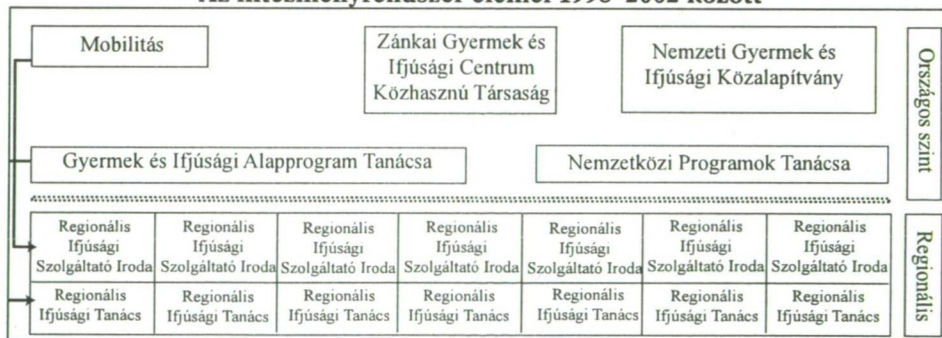 Mobilitás
Zánkai Gyermek és
Ifjúsági Centrum
Közhasznú Társaság
Nemzeti Gyermek és
Ifjúsági Közalapítvány
Országos szint
Gyermek és Ifjúsági Alapprogram Tanácsa
Nemzetközi Programok Tanácsa
Regionális Regionális Regionális Regionális Regionális Regionális Regionális
Ifjúsági Ifjúsági Ifjúsági Ifjúsági Ifjúsági Ifjúsági Ifjúsági
Szolgáltató Iroda Szolgáltató Iroda Szolgáltató Iroda Szolgáltató Iroda Szolgáltató Iroda Szolgáltató Iroda Szolgáltató Iroda
Regionális Regionális Regionális Regionális Regionális Regionális Regionális
Ifjúsági Tanács Ifjúsági Tanács Ifjúsági Tanács Ifjúsági Tanács Ifjúsági Tanács Ifjúsági Tanács Ifjúsági Tanács
Regionális